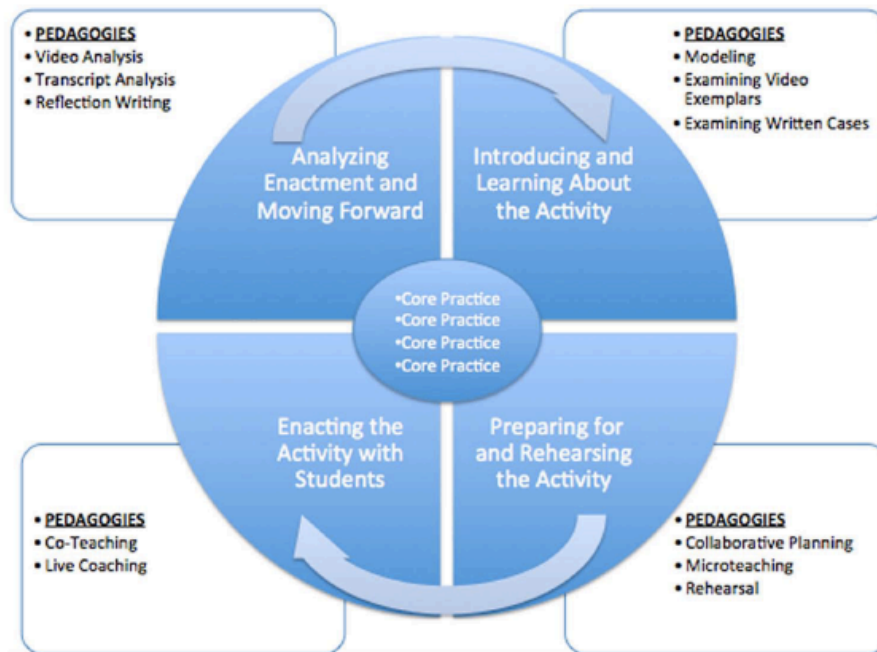 • PEDAGOGIES
• Video Analysis
• Transcript Analysis
• Reflection Writing
• PEDAGOGIES
• Modeling
• Examining Video
Exemplars
• Examining Written Cases
Analyzing
Enactment and
Moving Forward
Introducing and
Learning About
the Activity
•Core Practice
•Core Practice
•Core Practice
•Core Practice
Enacting the
Activity with
Students
Preparing for
and Rehearsing
the Activity
• PEDAGOGIES
• Co-Teaching
• Live Coaching
• PEDAGOGIES
• Collaborative Planning
• Microteaching
• Rehearsal